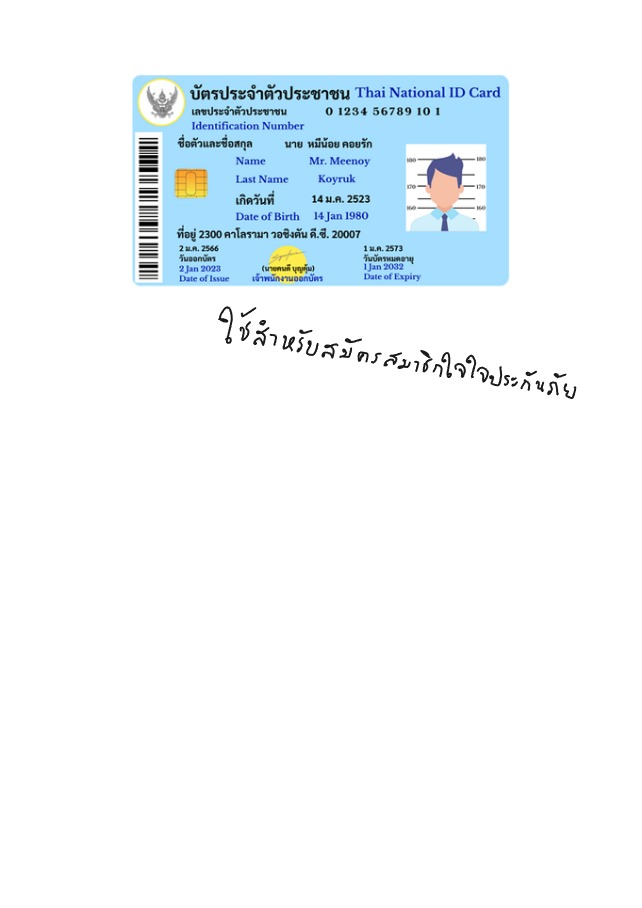 บัตรประจำตัวประชาชน Thai National ID Card
เลขประจำตัวประชาชน 0 1234 56789 10 1
Identification Number
ชื่อตัวและชื่อสกุล นาย หมีน้อย คอยรัก
Name Mr. Meenoy
Last Name Koyruk
เกิดวันที่ 14 ม.ค. 2523
Date of Birth 14 Jan 1980
ที่อยู่ 2300 คาโลรามา วอชิงตัน ดี.ซี. 20007
2 ม.ค. 2566
วันออกบัตร
2 Jan 2023
Date of Issue
(นายคนดี บุญคุ้ม)
เจ้าพนักงานออกบัตร
1 ม.ค. 2573
วันบัตรหมดอายุ
1 Jan 2032
Date of Expiry
180 180
170 170
160 160
ใช้สำหรับสมัครสมาชิกใจใจประกันภัย